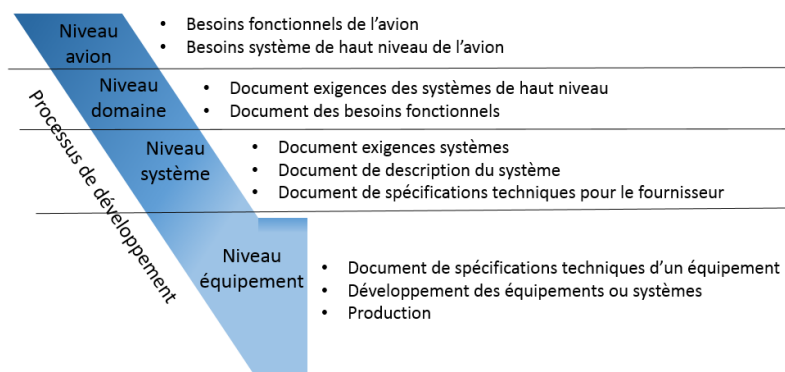 Niveau
avion
• Besoins fonctionnels de l’avion
• Besoins système de haut niveau de l’avion
Niveau
domaine
• Document exigences des systèmes de haut niveau
• Document des besoins fonctionnels
Niveau
système
• Document exigences systèmes
• Document de description du système
• Document de spécifications techniques pour le fournisseur
Niveau
équipement
• Document de spécifications techniques d’un équipement
• Développement des équipements ou systèmes
• Production
Processus de développement